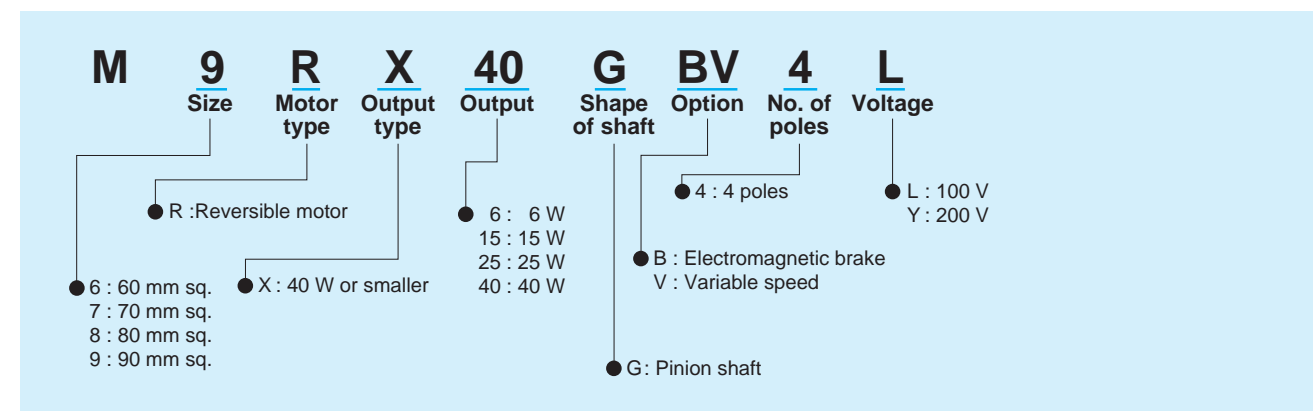 M 9 R X 40 G BV 4 L
Size Motor type Output type Output Shape of shaft Option No. of poles Voltage
R :Reversible motor
6 : 6 W
15 : 15 W
25 : 25 W
40 : 40 W
4 : 4 poles
L : 100 V
Y : 200 V
B : Electromagnetic brake
V : Variable speed
6 : 60 mm sq.
7 : 70 mm sq.
8 : 80 mm sq.
9 : 90 mm sq.
X : 40 W or smaller
G : Pinion shaft